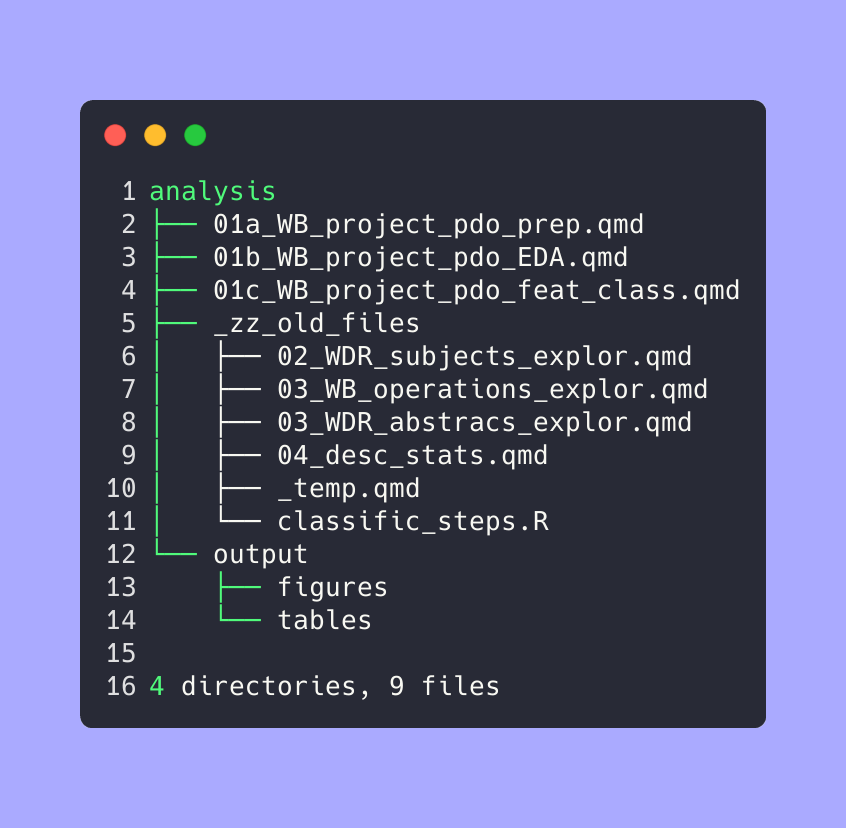 1 analysis
2 ├── 01a_WB_project_pdo_prep.qmd
3 ├── 01b_WB_project_pdo_EDA.qmd
4 ├── 01c_WB_project_pdo_feat_class.qmd
5 ├── _zz_old_files
6 │   ├── 02_WDR_subjects_explor.qmd
7 │   ├── 03_WB_operations_explor.qmd
8 │   ├── 03_WDR_abstracs_explor.qmd
9 │   ├── 04_desc_stats.qmd
10 │   ├── _temp.qmd
11 │   └── classific_steps.R
12 └── output
13     ├── figures
14     └── tables
15
16 4 directories, 9 files